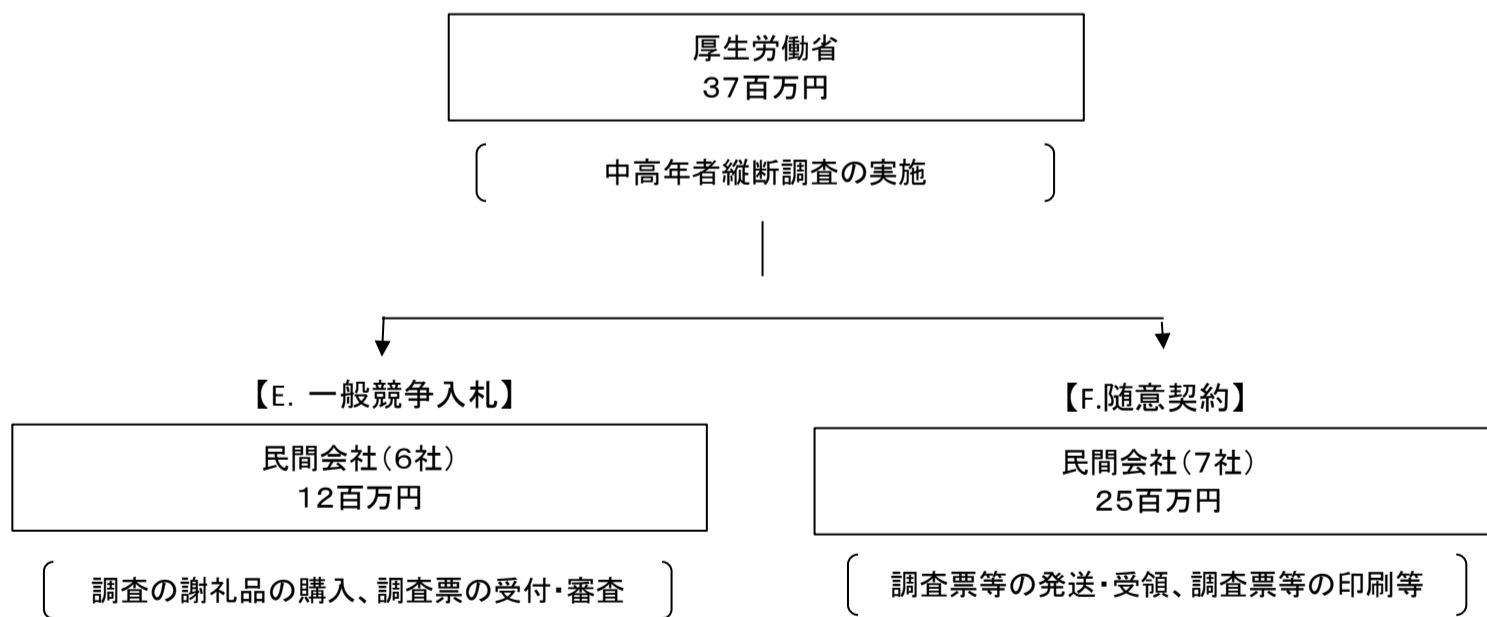 厚生労働省
37百万円
中高年者縦断調査の実施
【E. 一般競争入札】
民間会社(6社)
12百万円
調査の謝礼品の購入、調査票の受付・審査
【F.随意契約】
民間会社(7社)
25百万円
調査票等の発送・受領、調査票等の印刷等